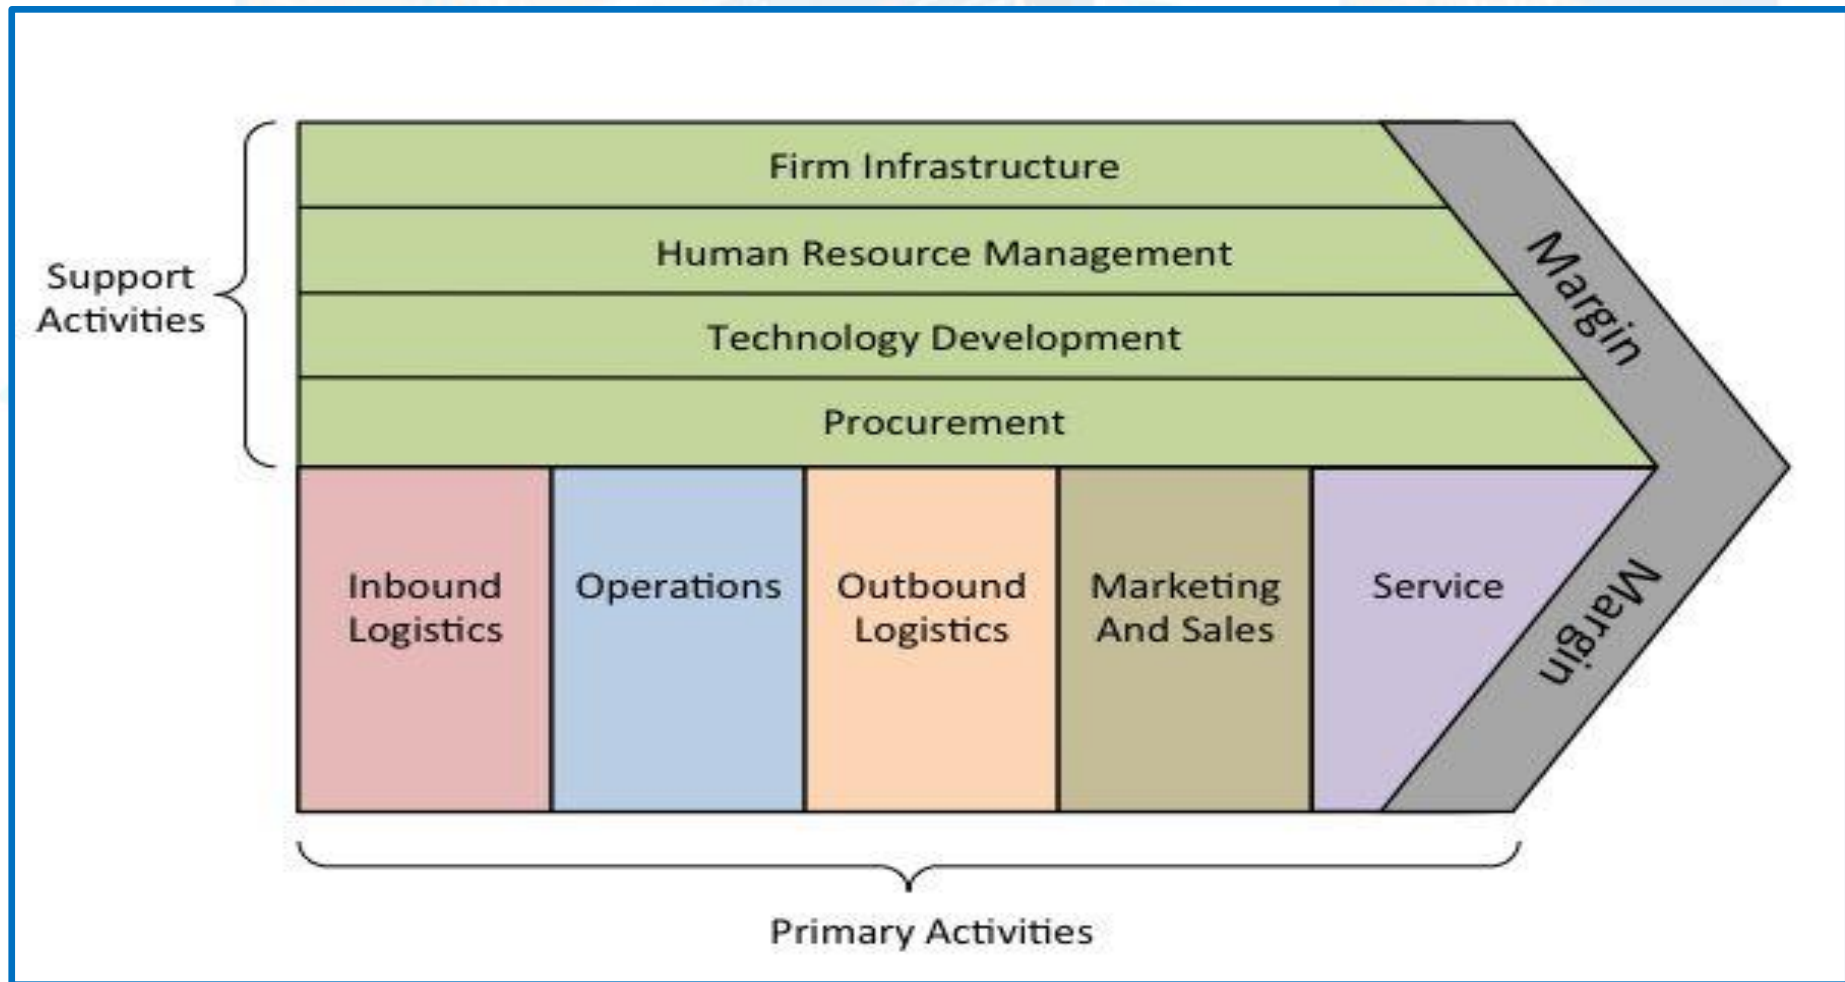 Support
Activities
Firm Infrastructure
Human Resource Management
Technology Development
Procurement
Margin
Inbound
Logistics
Operations
Outbound
Logistics
Marketing
And Sales
Service
Margin
Primary Activities